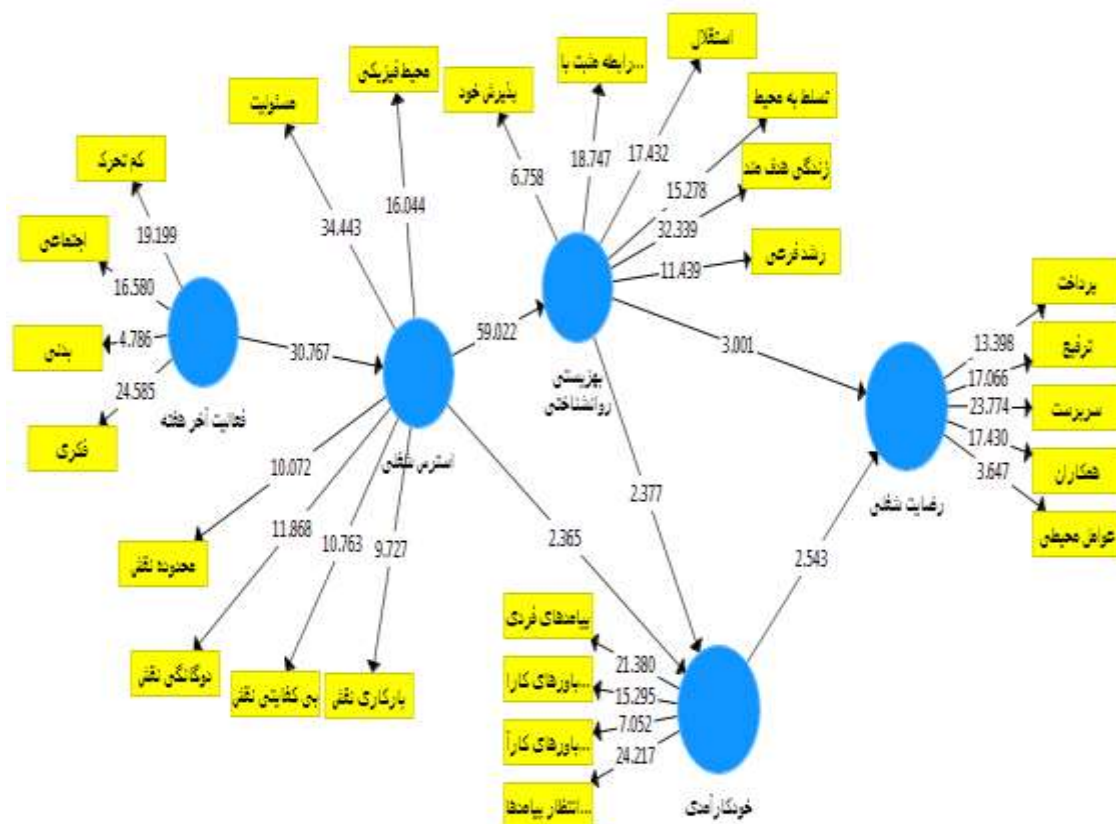 استقلال
رابطه مثبت با...
محیط فیزیکی
پذیرش خود
تسلط به محیط
مسئولیت
کم تحرک
زندگی هدف مند
18.747
17.432
6.758
15.278
32.339
19.199
اجتماعی
34.443
16.044
11.439
رشد فرعی
پرداخت
16.580
بدنی
4.786
30.767
59.022
3.001
13.398
ترفیع
17.066
24.585
فعالیت آخر هفته
بهزیستی
روانشناختی
23.774
سرپرست
فکری
استرس شغلی
17.430
همکاران
رضایت شغلی
3.647
عوامل محیطی
10.072
2.377
11.868
10.763
9.727
2.365
2.543
محدوده نقش
پیامدهای فردی
21.380
دوگانگی نقش
بی کفایتی نقش
بارکاری نقش
باورهای کارا...
15.295
7.052
باورهای کارآ...
24.217
انتظار پیامدها...
خودکارآمدی